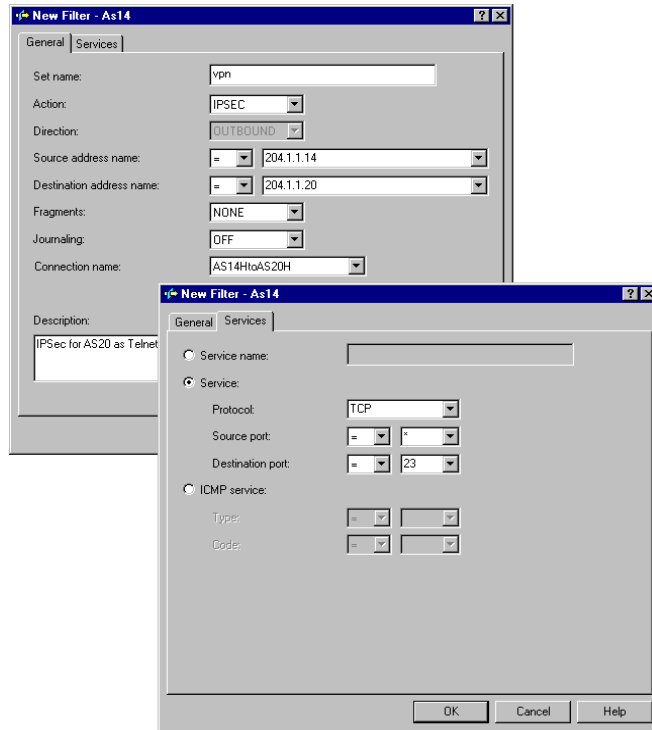 New Filter - As14
General Services
Set name: vpn
Action: IPSEC
Direction: OUTBOUND
Source address name: = 204.1.1.14
Destination address name: = 204.1.1.20
Fragments: NONE
Journaling: OFF
Connection name: AS14HtoAS20H
Description:
IPSec for AS20 as Telnet
New Filter - As14
General Services
Service name:
Service:
Protocol: TCP
Source port: = *
Destination port: = 23
ICMP service:
Type: =
Code: =
OK Cancel Help